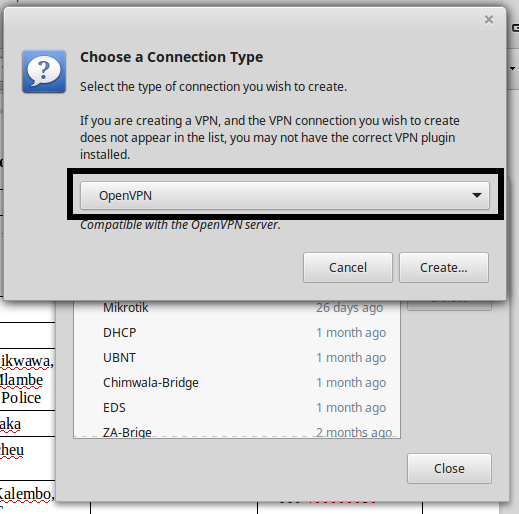 Choose a Connection Type
Select the type of connection you wish to create.
If you are creating a VPN, and the VPN connection you wish to create
does not appear in the list, you may not have the correct VPN plugin
installed.
OpenVPN
Compatible with the OpenVPN server.
Cancel
Create...
Mikrotik 26 days ago
DHCP 1 month ago
UBNT 1 month ago
Chimwala-Bridge 1 month ago
EDS 1 month ago
ZA-Brige 2 months ago
Close
ikwawa,
Mlambe
Police
aka
cheu
Kalembo,